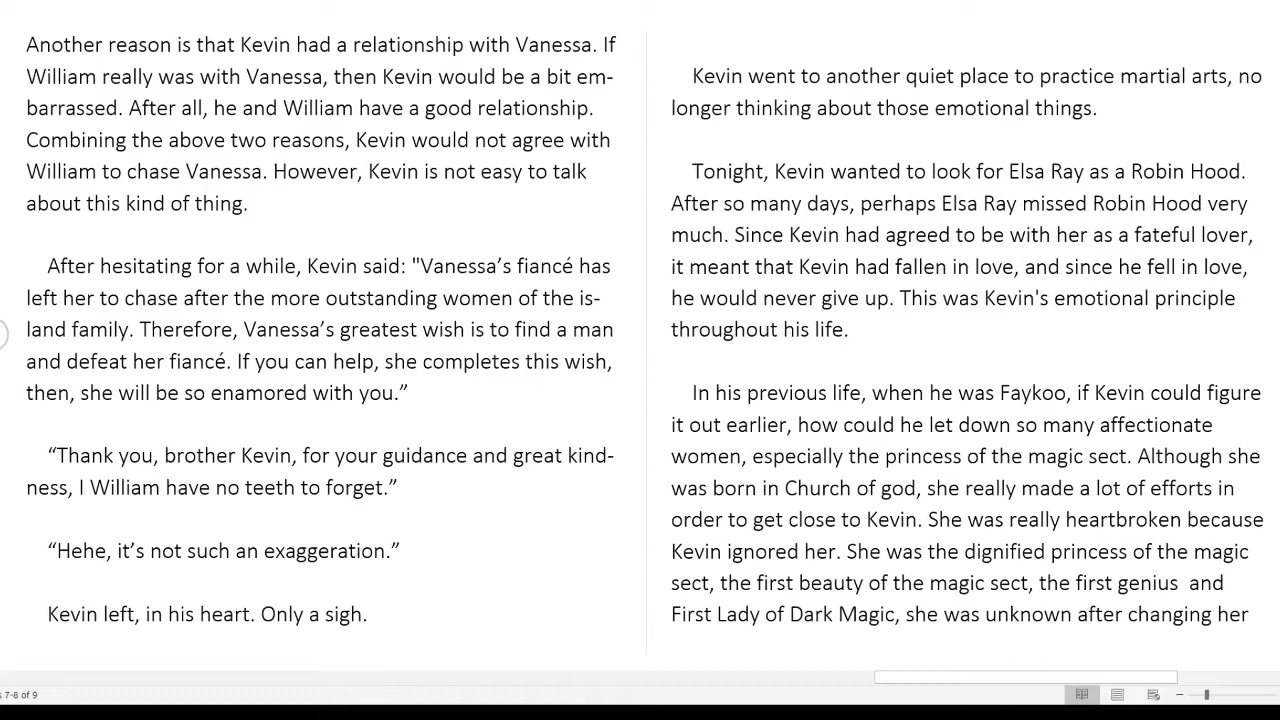 Another reason is that Kevin had a relationship with Vanessa. If
William really was with Vanessa, then Kevin would be a bit em-
barrassed. After all, he and William have a good relationship.
Combining the above two reasons, Kevin would not agree with
William to chase Vanessa. However, Kevin is not easy to talk
about this kind of thing.
After hesitating for a while, Kevin said: "Vanessa’s fiancé has
left her to chase after the more outstanding women of the is-
land family. Therefore, Vanessa’s greatest wish is to find a man
and defeat her fiancé. If you can help, she completes this wish,
then, she will be so enamored with you.”
“Thank you, brother Kevin, for your guidance and great kind-
ness, I William have no teeth to forget.”
“Hehe, it’s not such an exaggeration.”
Kevin left, in his heart. Only a sigh.
Kevin went to another quiet place to practice martial arts, no
longer thinking about those emotional things.
Tonight, Kevin wanted to look for Elsa Ray as a Robin Hood.
After so many days, perhaps Elsa Ray missed Robin Hood very
much. Since Kevin had agreed to be with her as a fateful lover,
it meant that Kevin had fallen in love, and since he fell in love,
he would never give up. This was Kevin's emotional principle
throughout his life.
In his previous life, when he was Faykoo, if Kevin could figure
it out earlier, how could he let down so many affectionate
women, especially the princess of the magic sect. Although she
was born in Church of god, she really made a lot of efforts in
order to get close to Kevin. She was really heartbroken because
Kevin ignored her. She was the dignified princess of the magic
sect, the first beauty of the magic sect, the first genius and
First Lady of Dark Magic, she was unknown after changing her
s 7-8 of 9